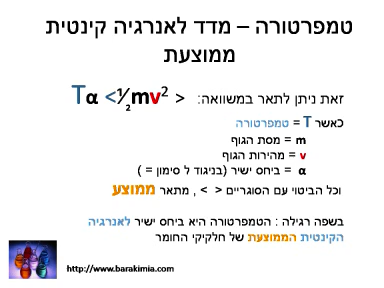 טמפרטורה – מדד לאנרגיה קינטית
ממוצעת
זאת ניתן לתאר במשוואה: Tα <½mv² >
כאשר T = טמפרטורה
m = מסת הגוף
v = מהירות הגוף
α = ביחס ישיר (בניגוד ל סימון = )
וכל הביטוי עם הסוגריים < > , מתאר ממוצע
בשפה רגילה : הטמפרטורה היא ביחס ישיר לאנרגיה
הקינטית הממוצעת של חלקיקי החומר
http://www.barakimia.com